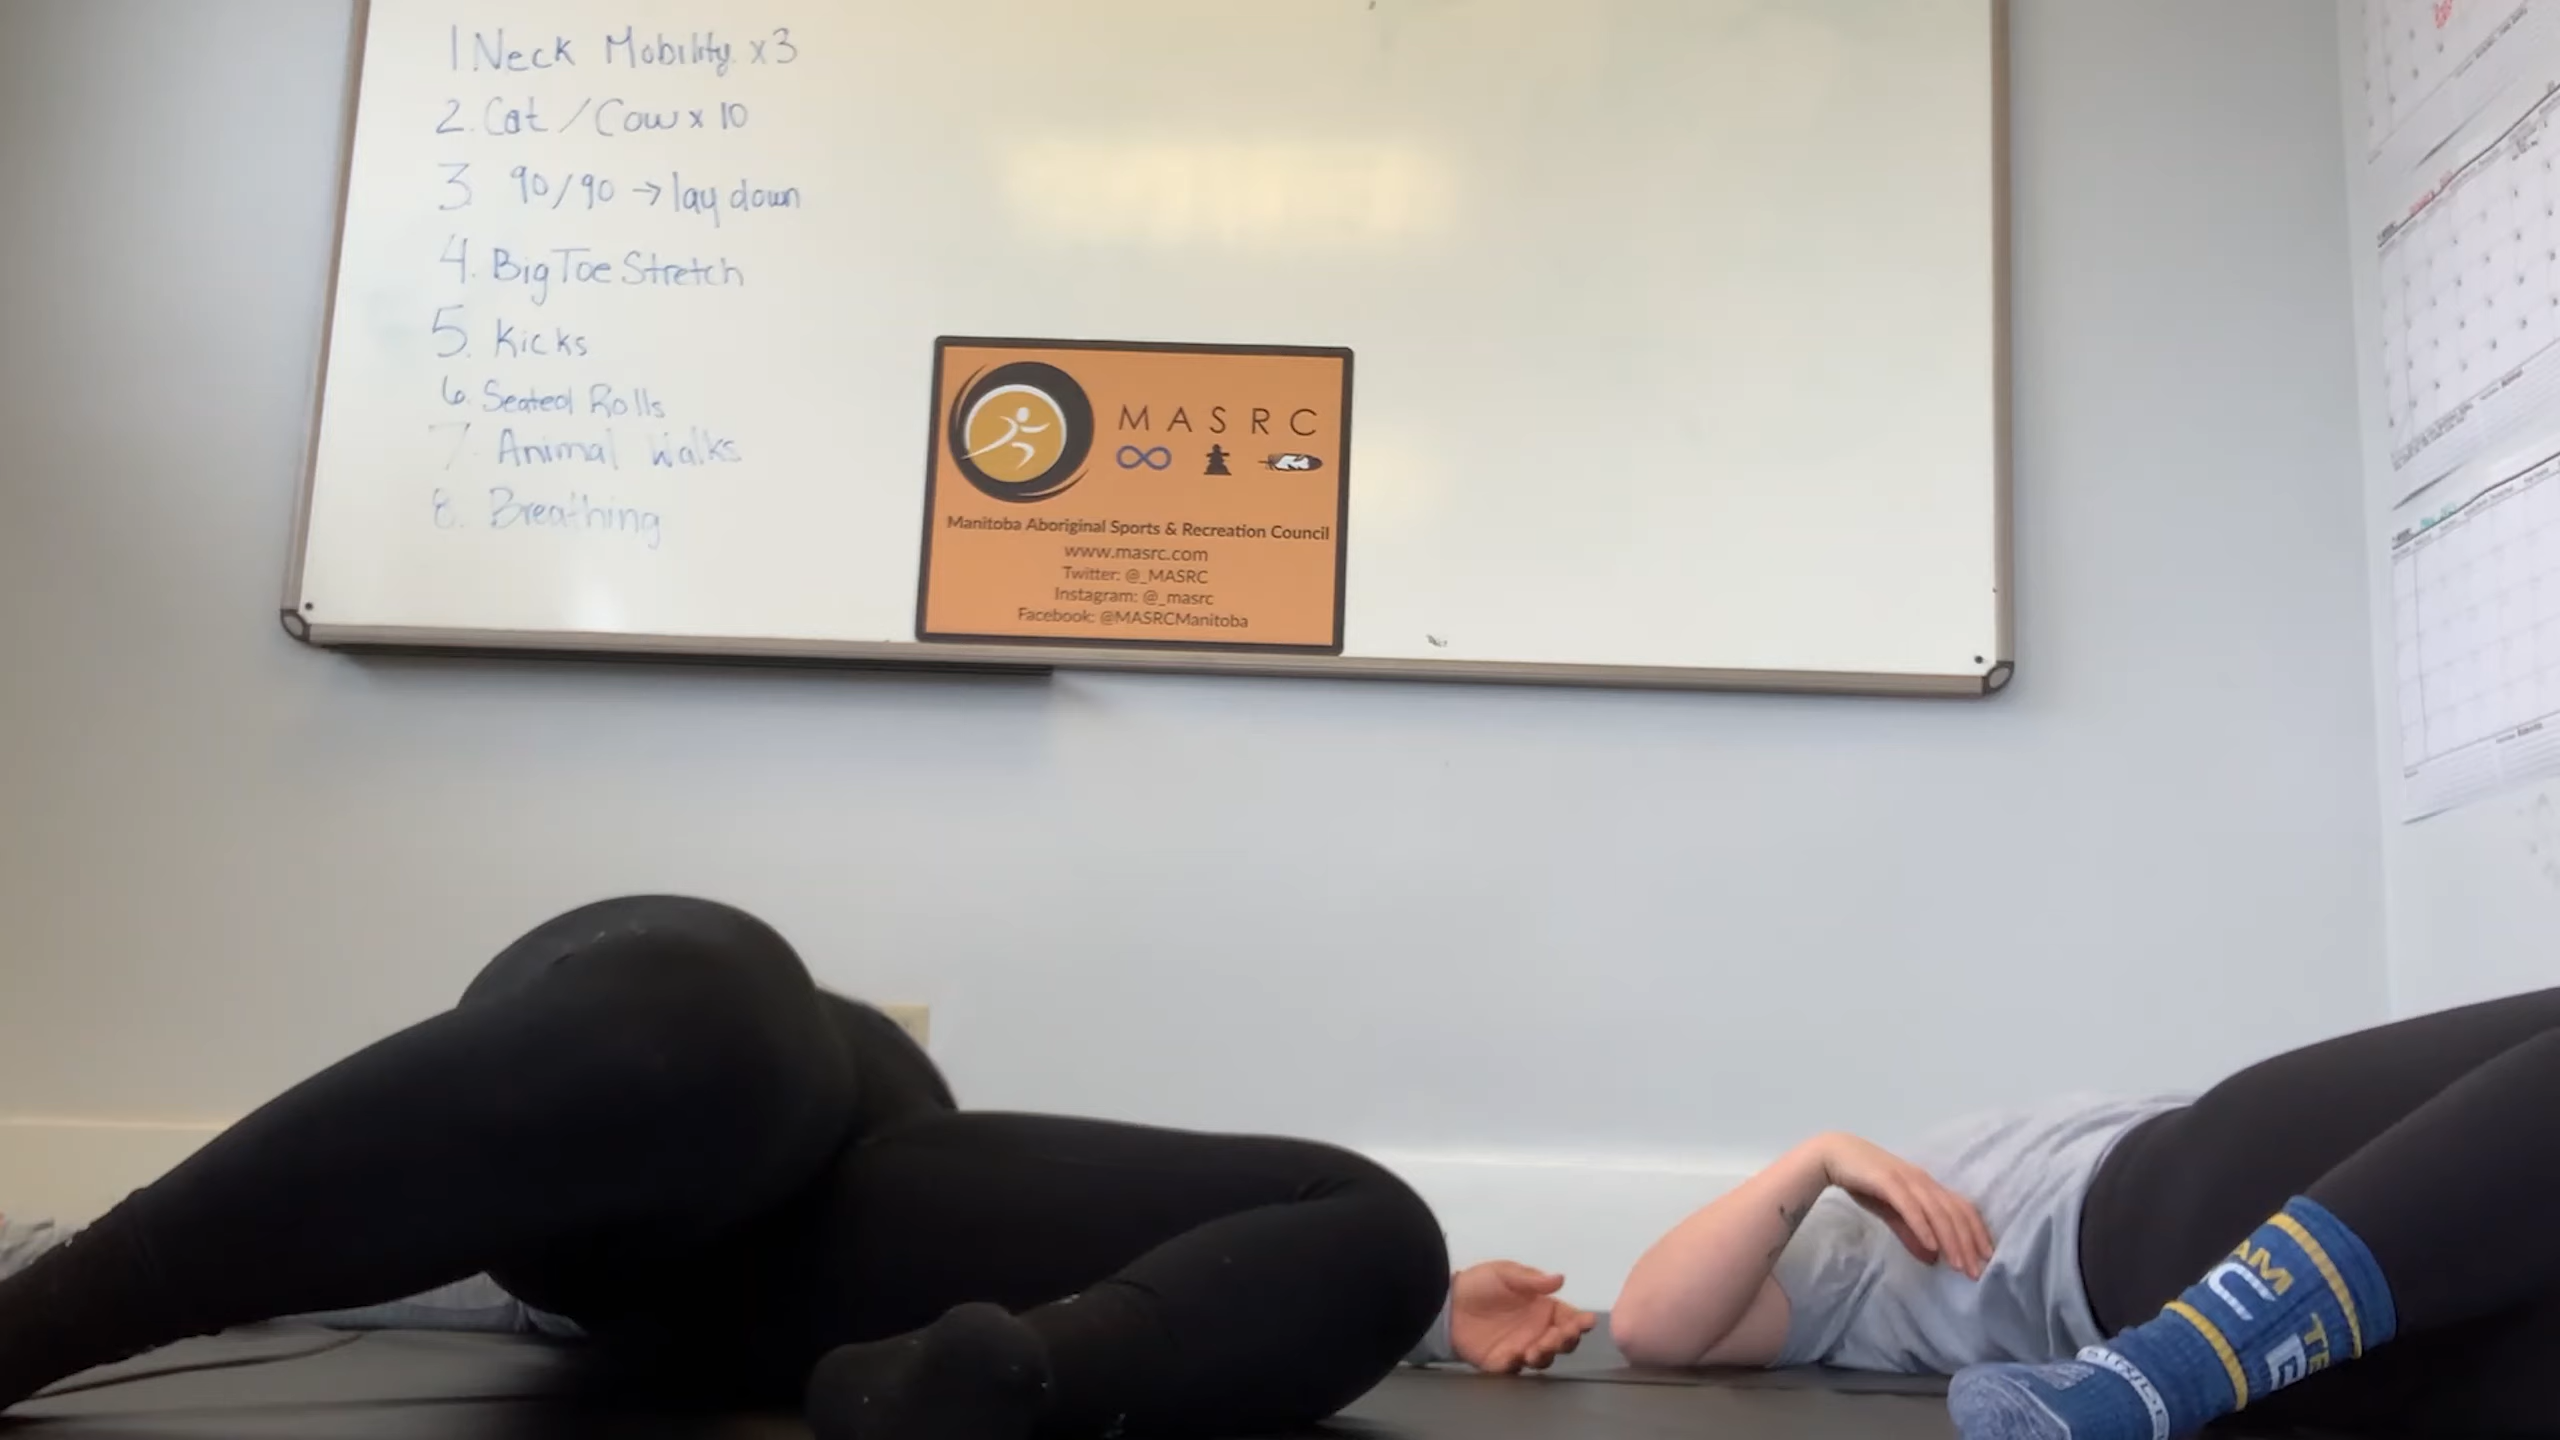 1 Neck Mobility x3
2. Cat / Cow x 10
3 90/90 → lay down
4. Big Toe Stretch
5. Kicks
6. Seated Rolls
7. Animal Walks
8. Breathing
MASRC
Manitoba Aboriginal Sports & Recreation Council
www.masrc.com
Twitter: @_MASRC
Instagram: @_masrc
Facebook: @MASRCManitoba